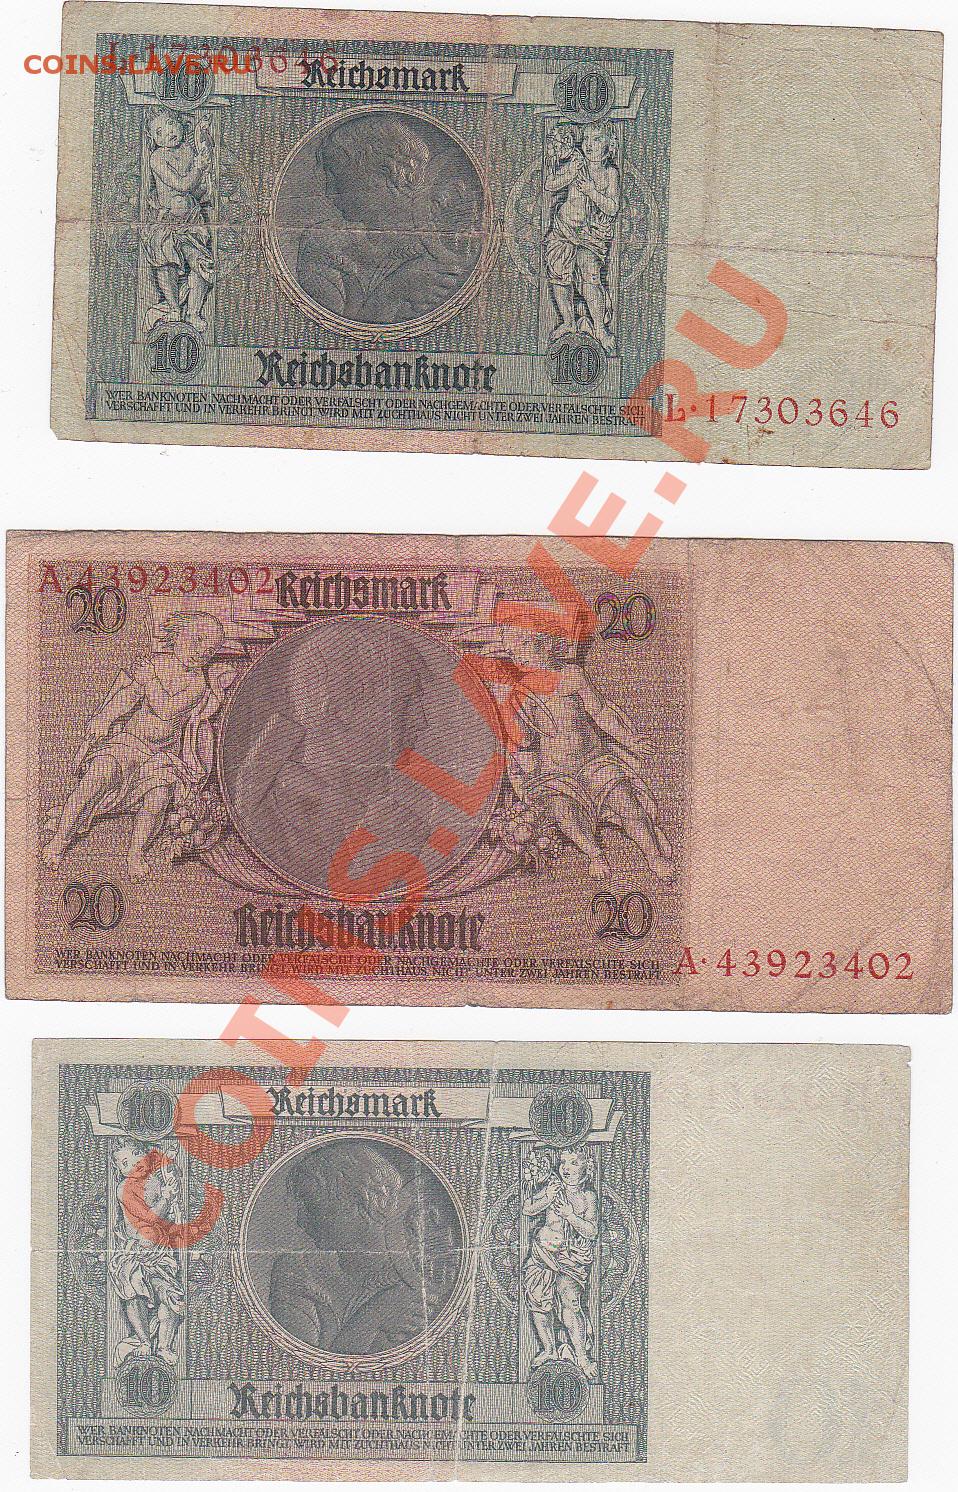 COINS.LAVE.RU
L·17303646
Reichsmark
10 10
10 10
Reichsbanknote
WER BANKNOTEN NACHMACHT ODER VERFÄLSCHT ODER NACHGEMACHTE ODER VERFÄLSCHTE SICH
VERSCHAFFT UND IN VERKEHR BRINGT, WIRD MIT ZUCHTHAUS NICHT UNTER ZWEI JAHREN BESTRAFT
L·17303646
A·43923402
Reichsmark
20 20
20 20
Reichsbanknote
WER BANKNOTEN NACHMACHT ODER VERFÄLSCHT ODER NACHGEMACHTE ODER VERFÄLSCHTE SICH
VERSCHAFFT UND IN VERKEHR BRINGT, WIRD MIT ZUCHTHAUS NICHT UNTER ZWEI JAHREN BESTRAFT
A·43923402
Reichsmark
10 10
10 10
Reichsbanknote
WER BANKNOTEN NACHMACHT ODER VERFÄLSCHT ODER NACHGEMACHTE ODER VERFÄLSCHTE SICH
VERSCHAFFT UND IN VERKEHR BRINGT, WIRD MIT ZUCHTHAUS NICHT UNTER ZWEI JAHREN BESTRAFT
COINS.LAVE.RU